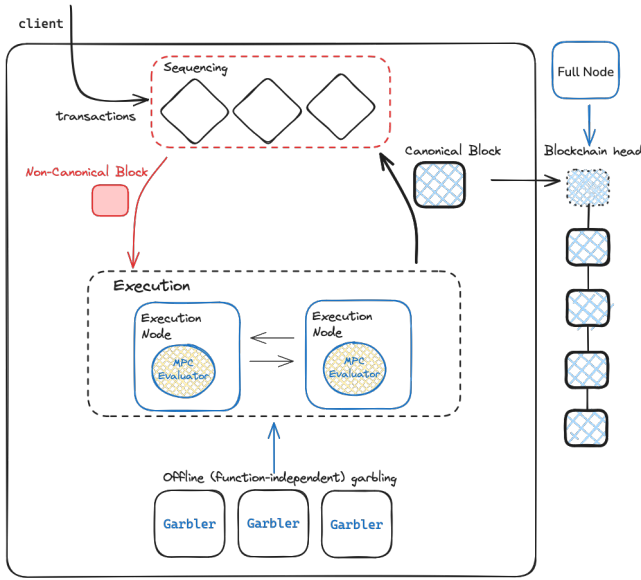 client
Sequencing
transactions
Full Node
Canonical Block
Blockchain head
Non-Canonical Block
Execution
Execution
Node
MPC
Evaluator
Execution
Node
MPC
Evaluator
Offline (function-independent) garbling
Garbler
Garbler
Garbler